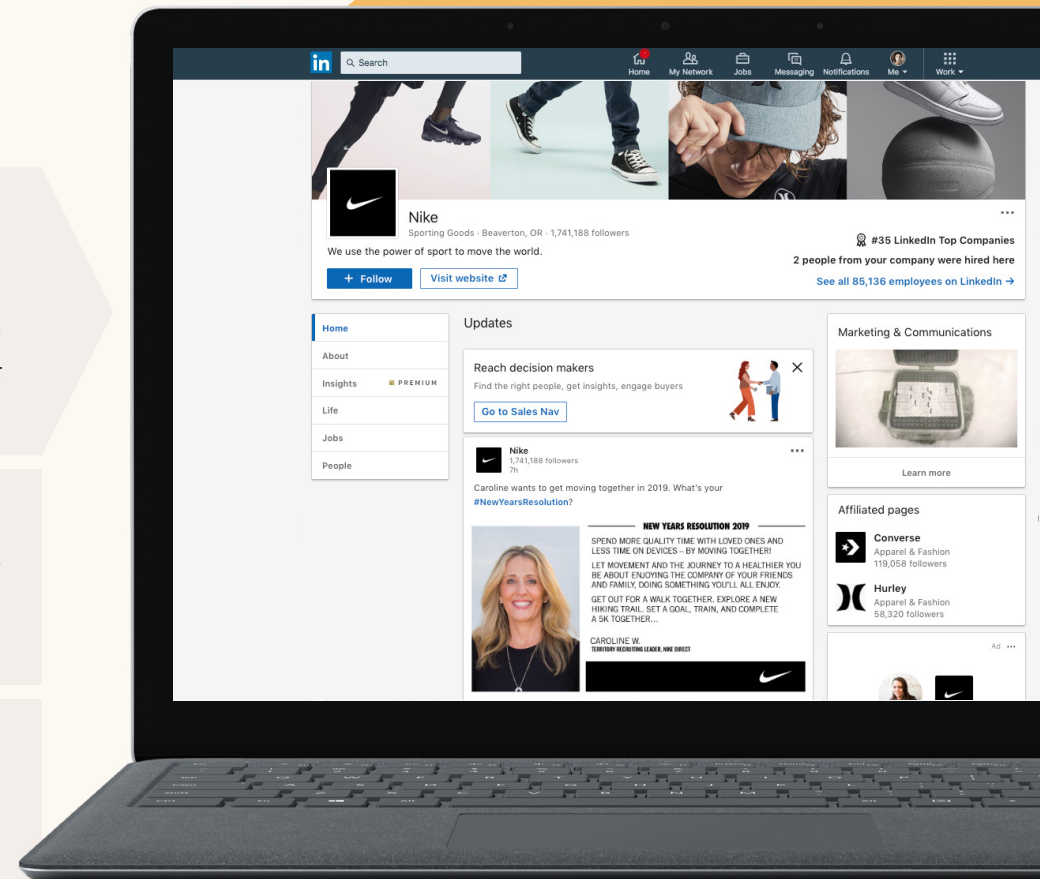 in
Search
Home
My Network
Jobs
Messaging
Notifications
Me
Work
Nike
Sporting Goods · Beaverton, OR · 1,741,188 followers
We use the power of sport to move the world.
+ Follow
Visit website
#35 LinkedIn Top Companies
2 people from your company were hired here
See all 85,136 employees on LinkedIn →
Home
About
Insights PREMIUM
Life
Jobs
People
Updates
Reach decision makers
Find the right people, get insights, engage buyers
Go to Sales Nav
Nike
1,741,188 followers
7h
Caroline wants to get moving together in 2019. What's your
#NewYearsResolution?
NEW YEARS RESOLUTION 2019
SPEND MORE QUALITY TIME WITH LOVED ONES AND
LESS TIME ON DEVICES – BY MOVING TOGETHER!
LET MOVEMENT AND THE JOURNEY TO A HEALTHIER YOU
BE ABOUT ENJOYING THE COMPANY OF YOUR FRIENDS
AND FAMILY, DOING SOMETHING YOU'LL ALL ENJOY.
GET OUT FOR A WALK TOGETHER. EXPLORE A NEW
HIKING TRAIL. SET A GOAL, TRAIN, AND COMPLETE
A 5K TOGETHER...
CAROLINE W.
TERRITORY RECRUITING LEADER, NIKE DIRECT
Marketing & Communications
Learn more
Affiliated pages
Converse
Apparel & Fashion
119,058 followers
Hurley
Apparel & Fashion
58,320 followers
Ad